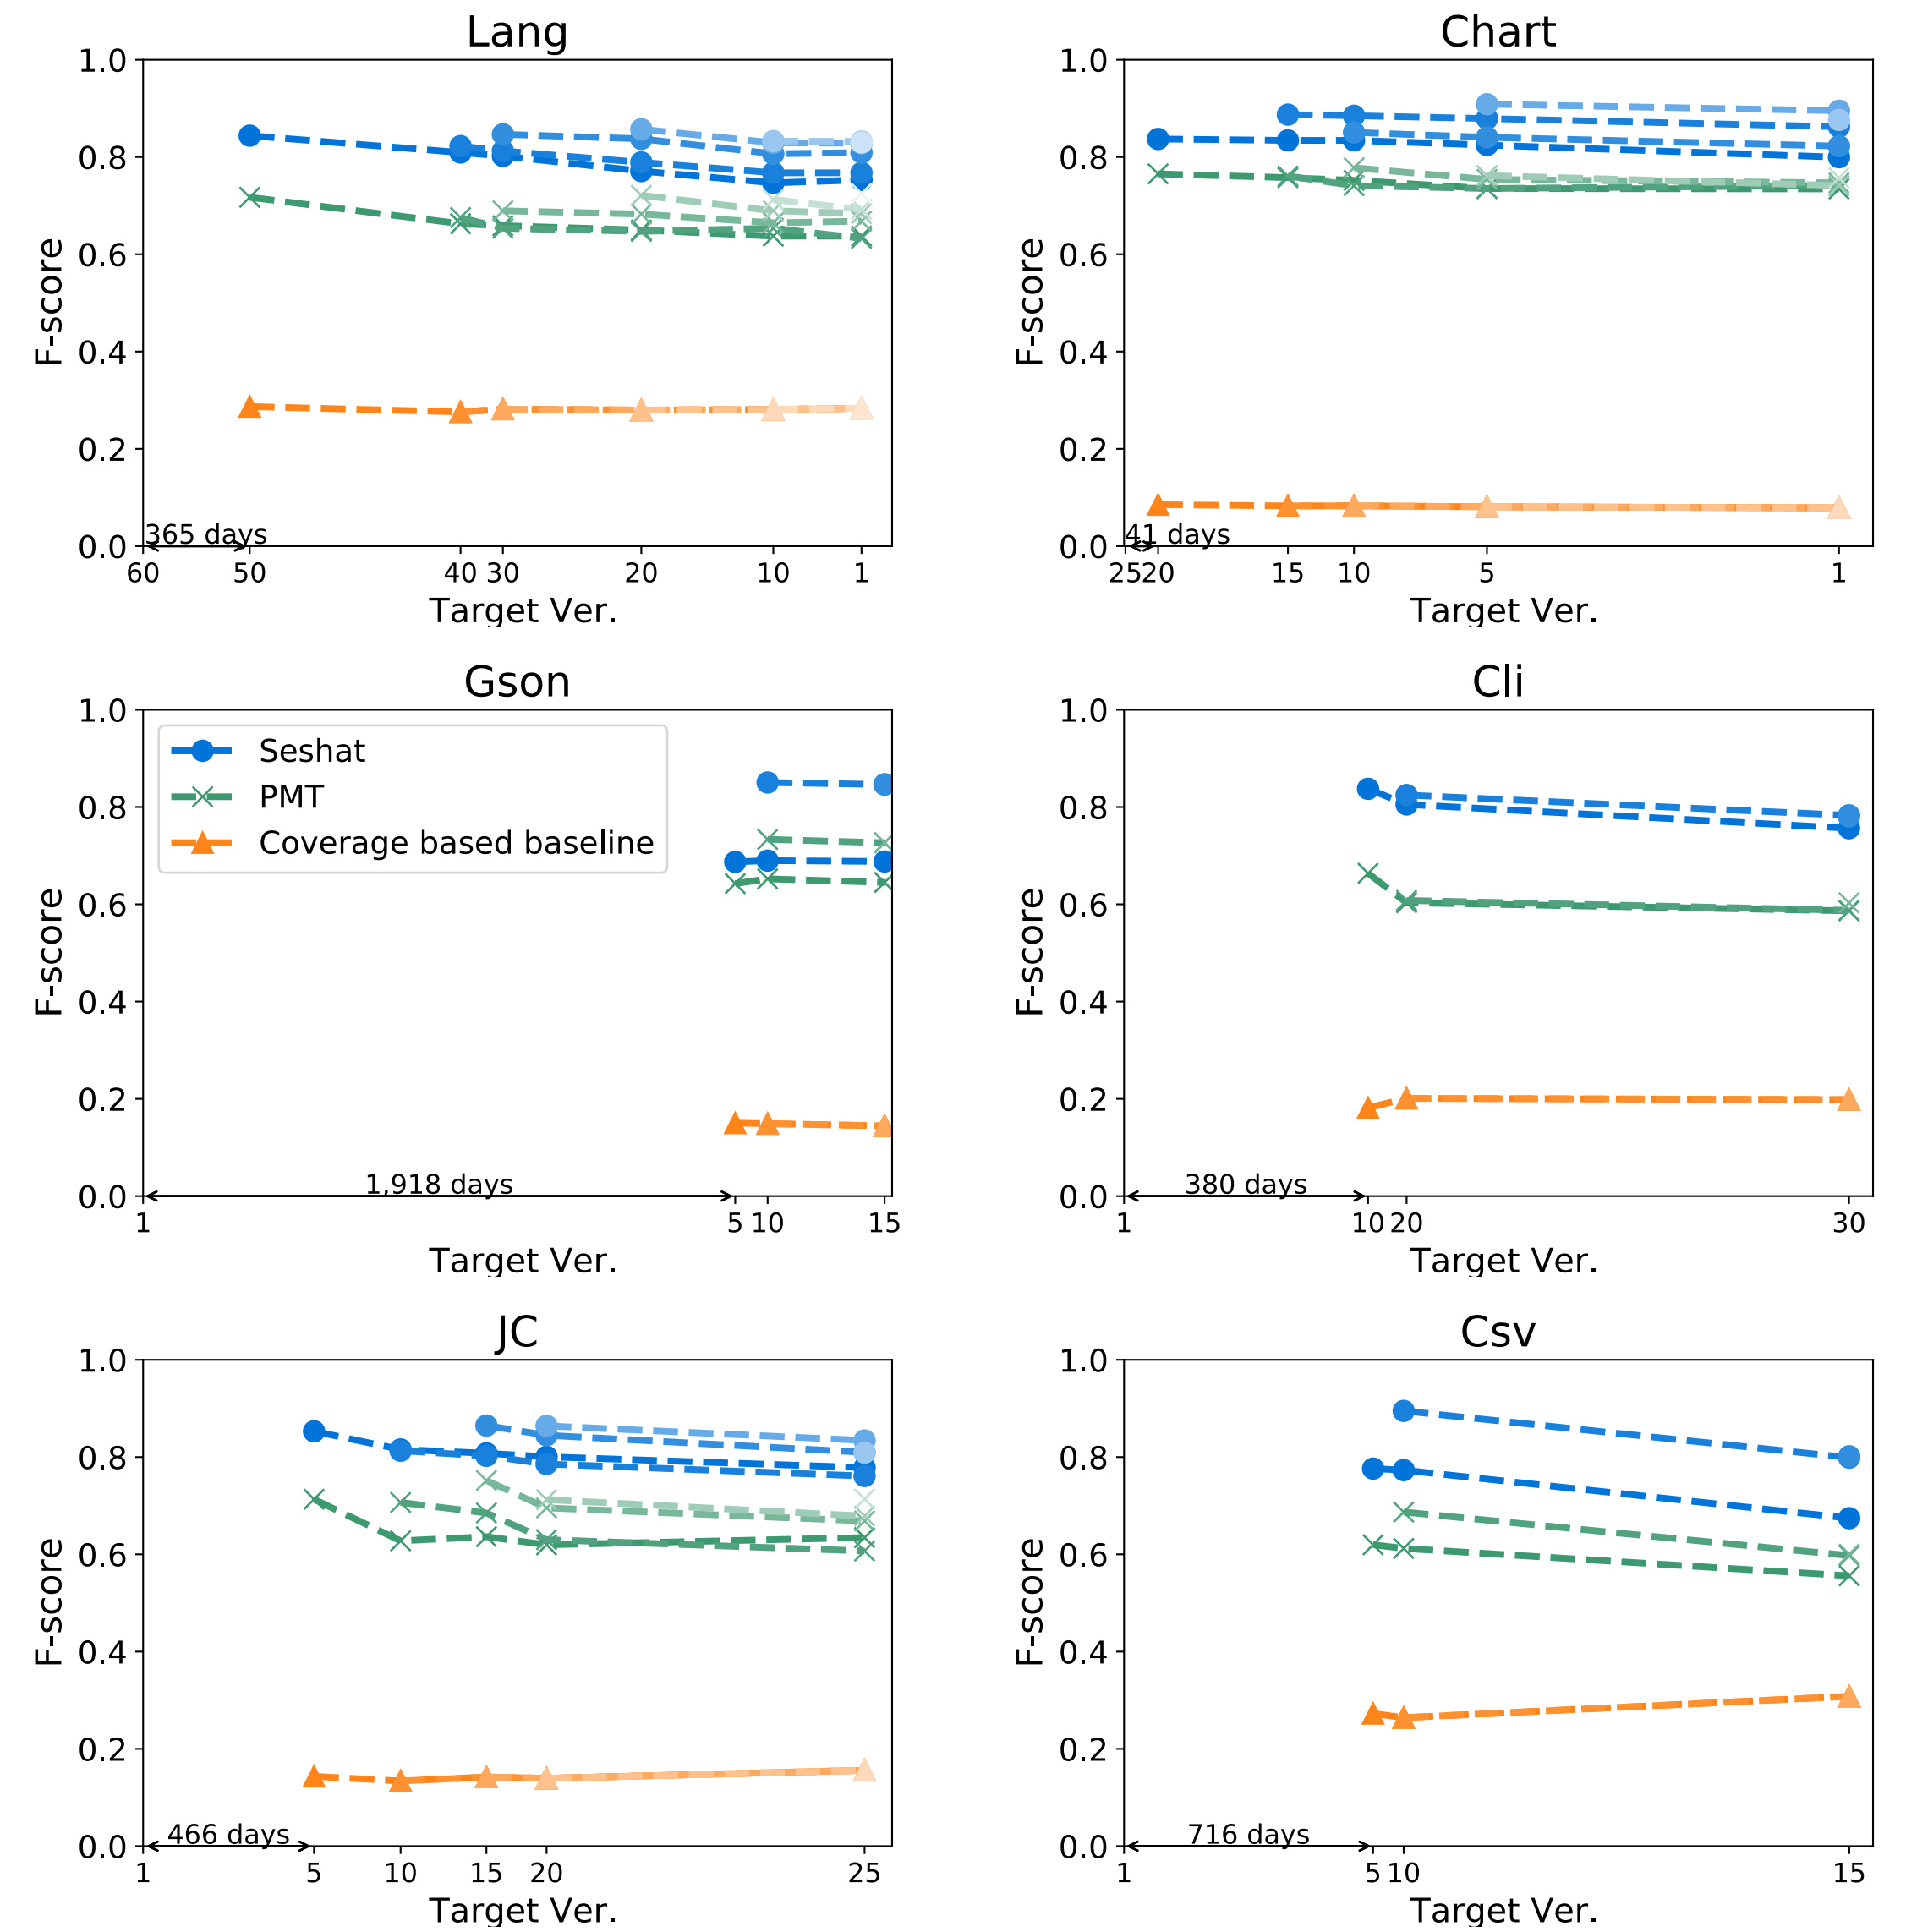 Lang
1.0
0.8
0.6
0.4
0.2
0.0
F-score
365 days
60 50 40 30 20 10 1
Target Ver.
Chart
1.0
0.8
0.6
0.4
0.2
0.0
F-score
41 days
25 20 15 10 5 1
Target Ver.
Gson
1.0
0.8
0.6
0.4
0.2
0.0
F-score
Seshat
PMT
Coverage based baseline
1,918 days
1 5 10 15
Target Ver.
Cli
1.0
0.8
0.6
0.4
0.2
0.0
F-score
380 days
1 10 20 30
Target Ver.
JC
1.0
0.8
0.6
0.4
0.2
0.0
F-score
466 days
1 5 10 15 20 25
Target Ver.
Csv
1.0
0.8
0.6
0.4
0.2
0.0
F-score
716 days
1 5 10 15
Target Ver.